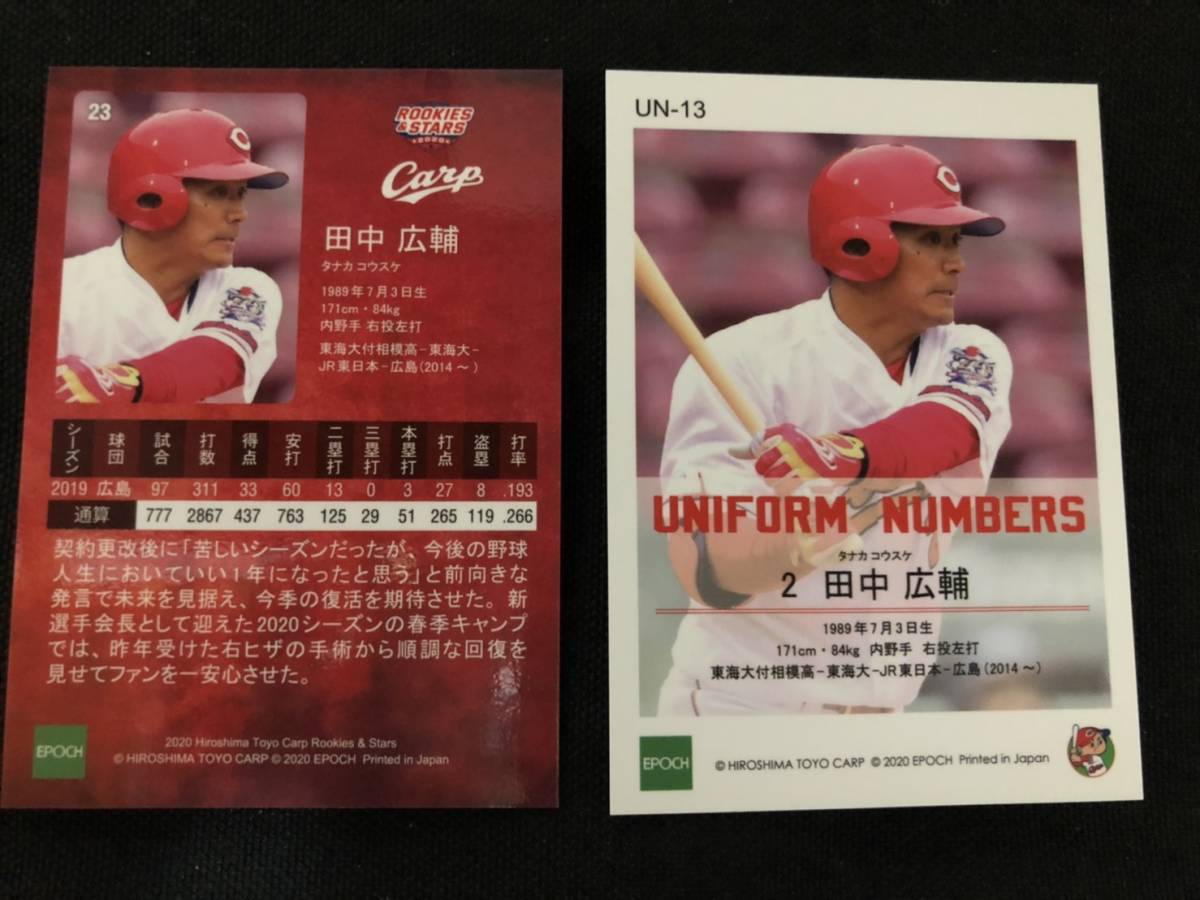 23
ROOKIES
& STARS
2020
Carp
田中 広輔
タナカ コウスケ
1989年7月3日生
171cm・84kg
内野手 右投左打
東海大付相模高-東海大-
JR東日本-広島(2014~)
シーズン 球団 試合 打数 得点 安打 二塁打 三塁打 本塁打 打点 盗塁 打率
2019 広島 97 311 33 60 13 0 3 27 8 .193
通算 777 2867 437 763 125 29 51 265 119 .266
契約更改後に「苦しいシーズンだったが、今後の野球
人生においていい1年になったと思う」と前向きな
発言で未来を見据え、今季の復活を期待させた。新
選手会長として迎えた2020シーズンの春季キャンプ
では、昨年受けた右ヒザの手術から順調な回復を
見せてファンを一安心させた。
EPOCH
2020 Hiroshima Toyo Carp Rookies & Stars
© HIROSHIMA TOYO CARP © 2020 EPOCH Printed in Japan
UN-13
UNIFORM NUMBERS
タナカ コウスケ
2 田中 広輔
1989年7月3日生
171cm・84kg 内野手 右投左打
東海大付相模高-東海大-JR東日本-広島(2014~)
EPOCH
© HIROSHIMA TOYO CARP © 2020 EPOCH Printed in Japan